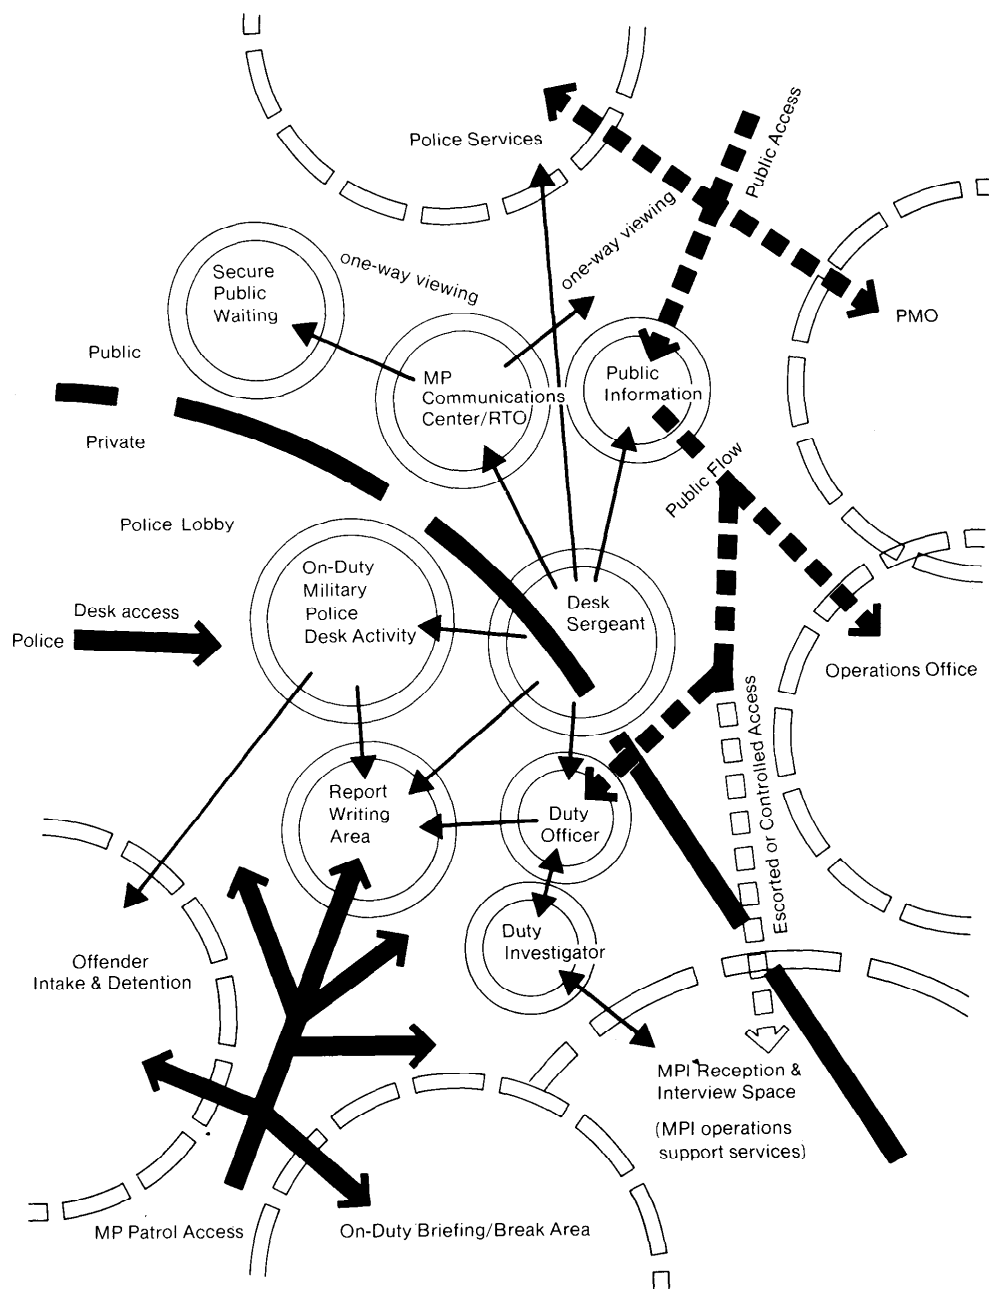 Public Access
Police Services
one-way viewing
one-way viewing
Secure
Public
Waiting
PMO
Public
MP
Communications
Center/RTO
Public
Information
Private
Public Flow
Police Lobby
On-Duty
Military
Police
Desk Activity
Desk
Sergeant
Desk access
Police
Operations Office
Escorted or Controlled Access
Report
Writing
Area
Duty
Officer
Duty
Investigator
Offender
Intake & Detention
MPI Reception &
Interview Space
(MPI operations
support services)
MP Patrol Access
On-Duty Briefing/Break Area